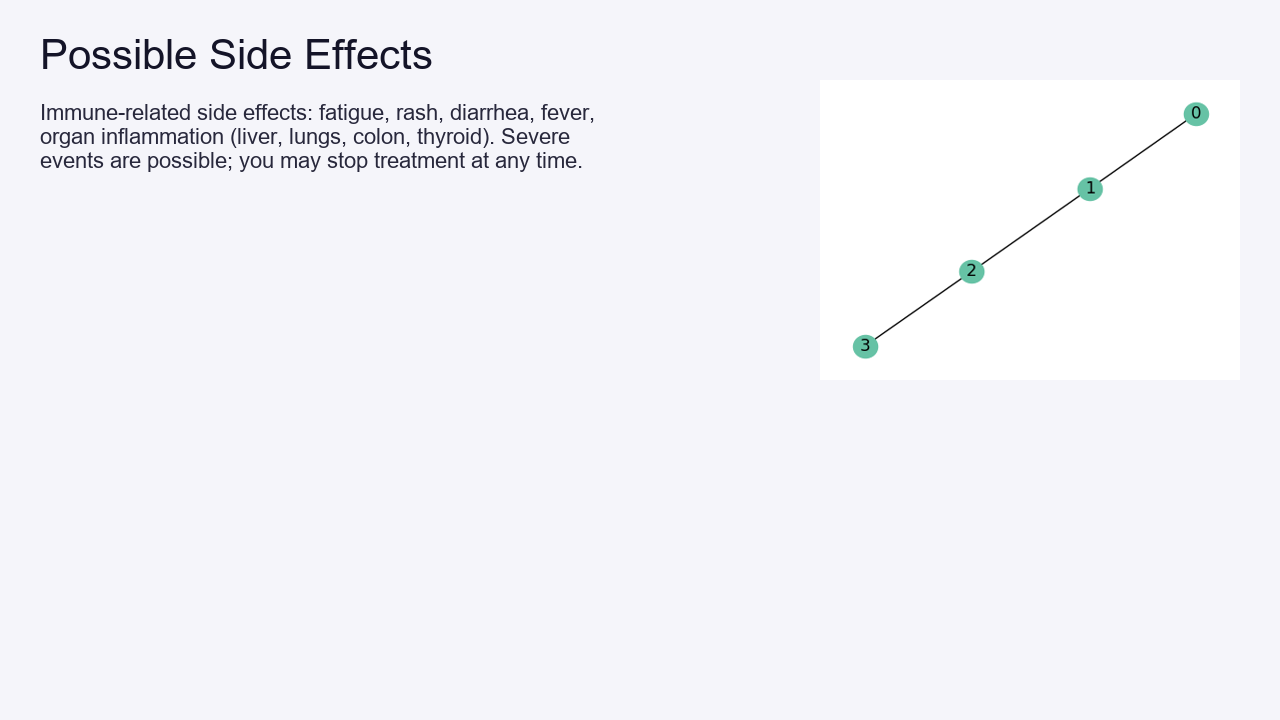 Possible Side Effects
Immune-related side effects: fatigue, rash, diarrhea, fever,
organ inflammation (liver, lungs, colon, thyroid). Severe
events are possible; you may stop treatment at any time.
0
1
2
3